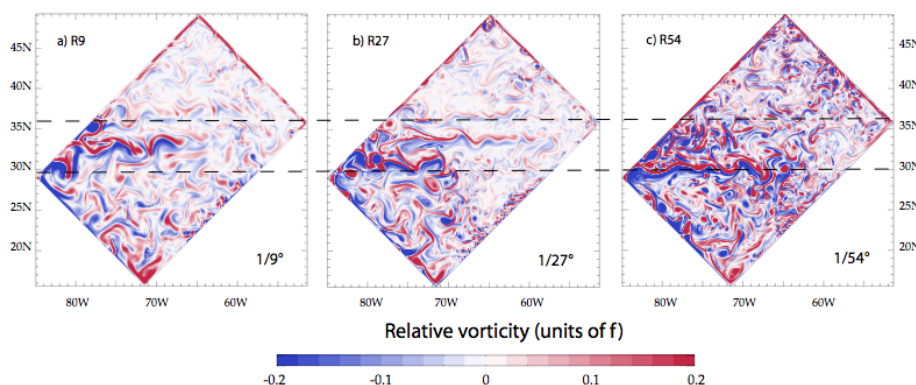 a) R9
b) R27
c) R54
45N
40N
35N
30N
25N
20N
45N
40N
35N
30N
25N
20N
1/9°
1/27°
1/54°
80W 70W 60W
80W 70W 60W
80W 70W 60W
Relative vorticity (units of f)
-0.2 -0.1 0 0.1 0.2